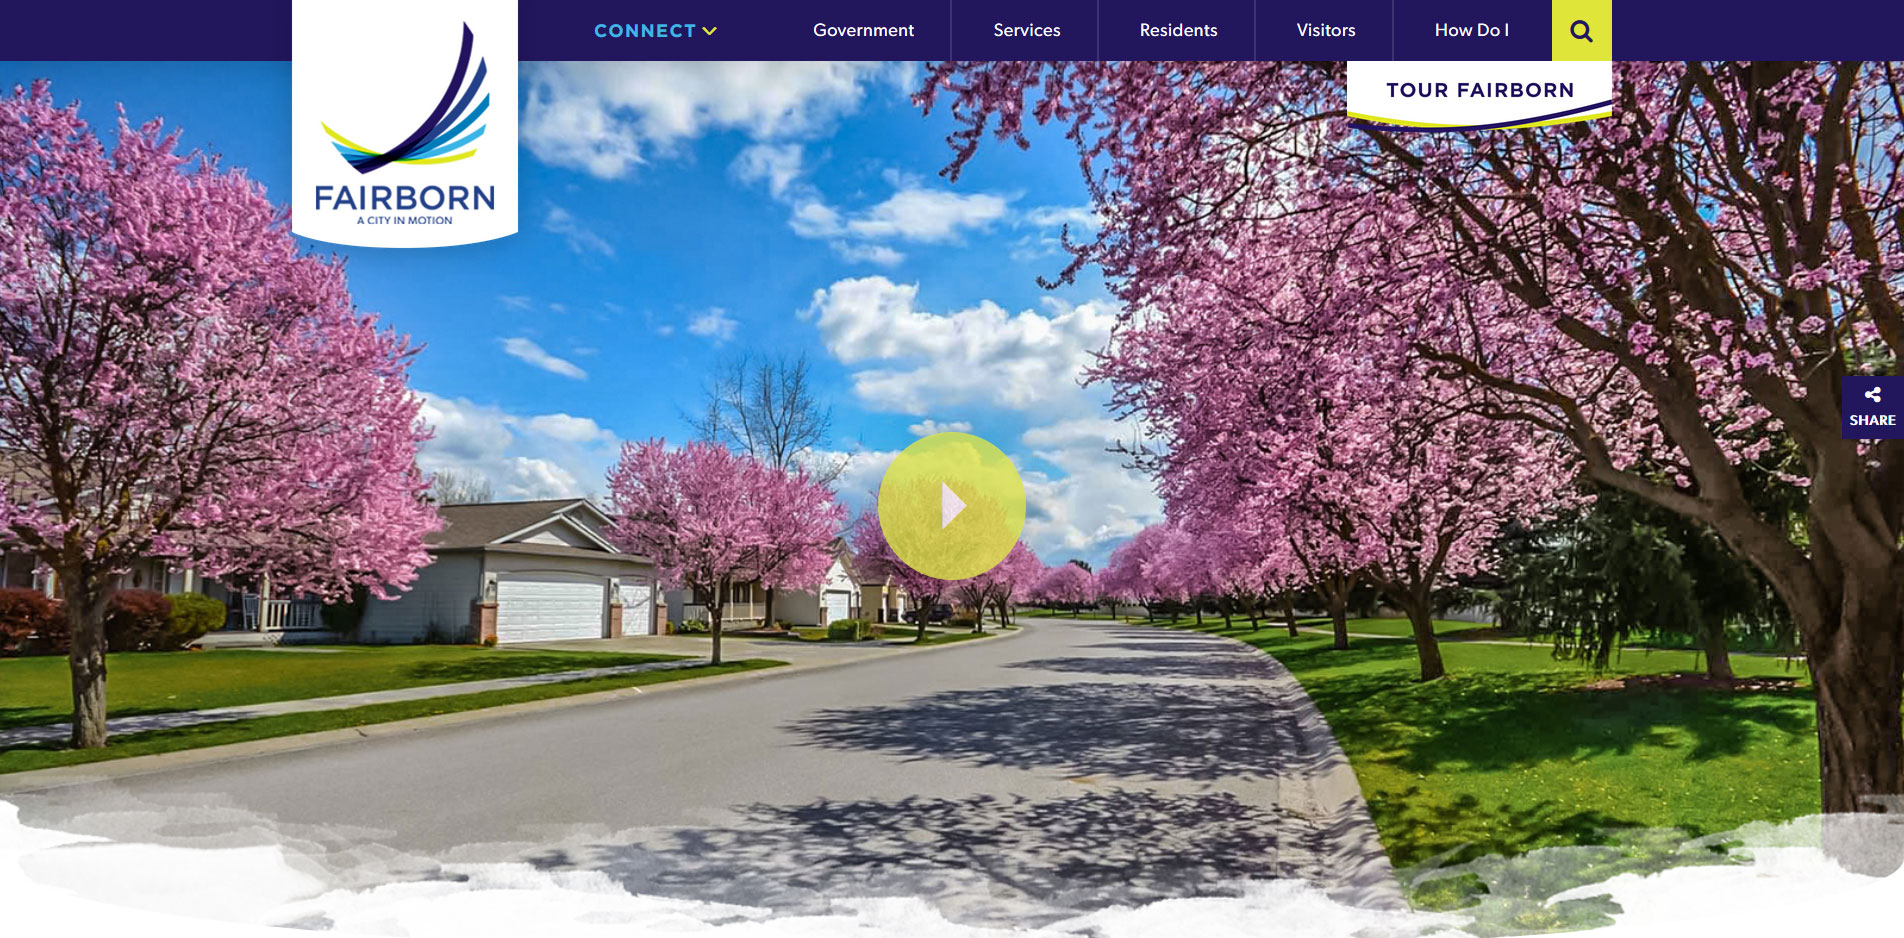 CONNECT
Government
Services
Residents
Visitors
How Do I
TOUR FAIRBORN
FAIRBORN
A CITY IN MOTION
SHARE